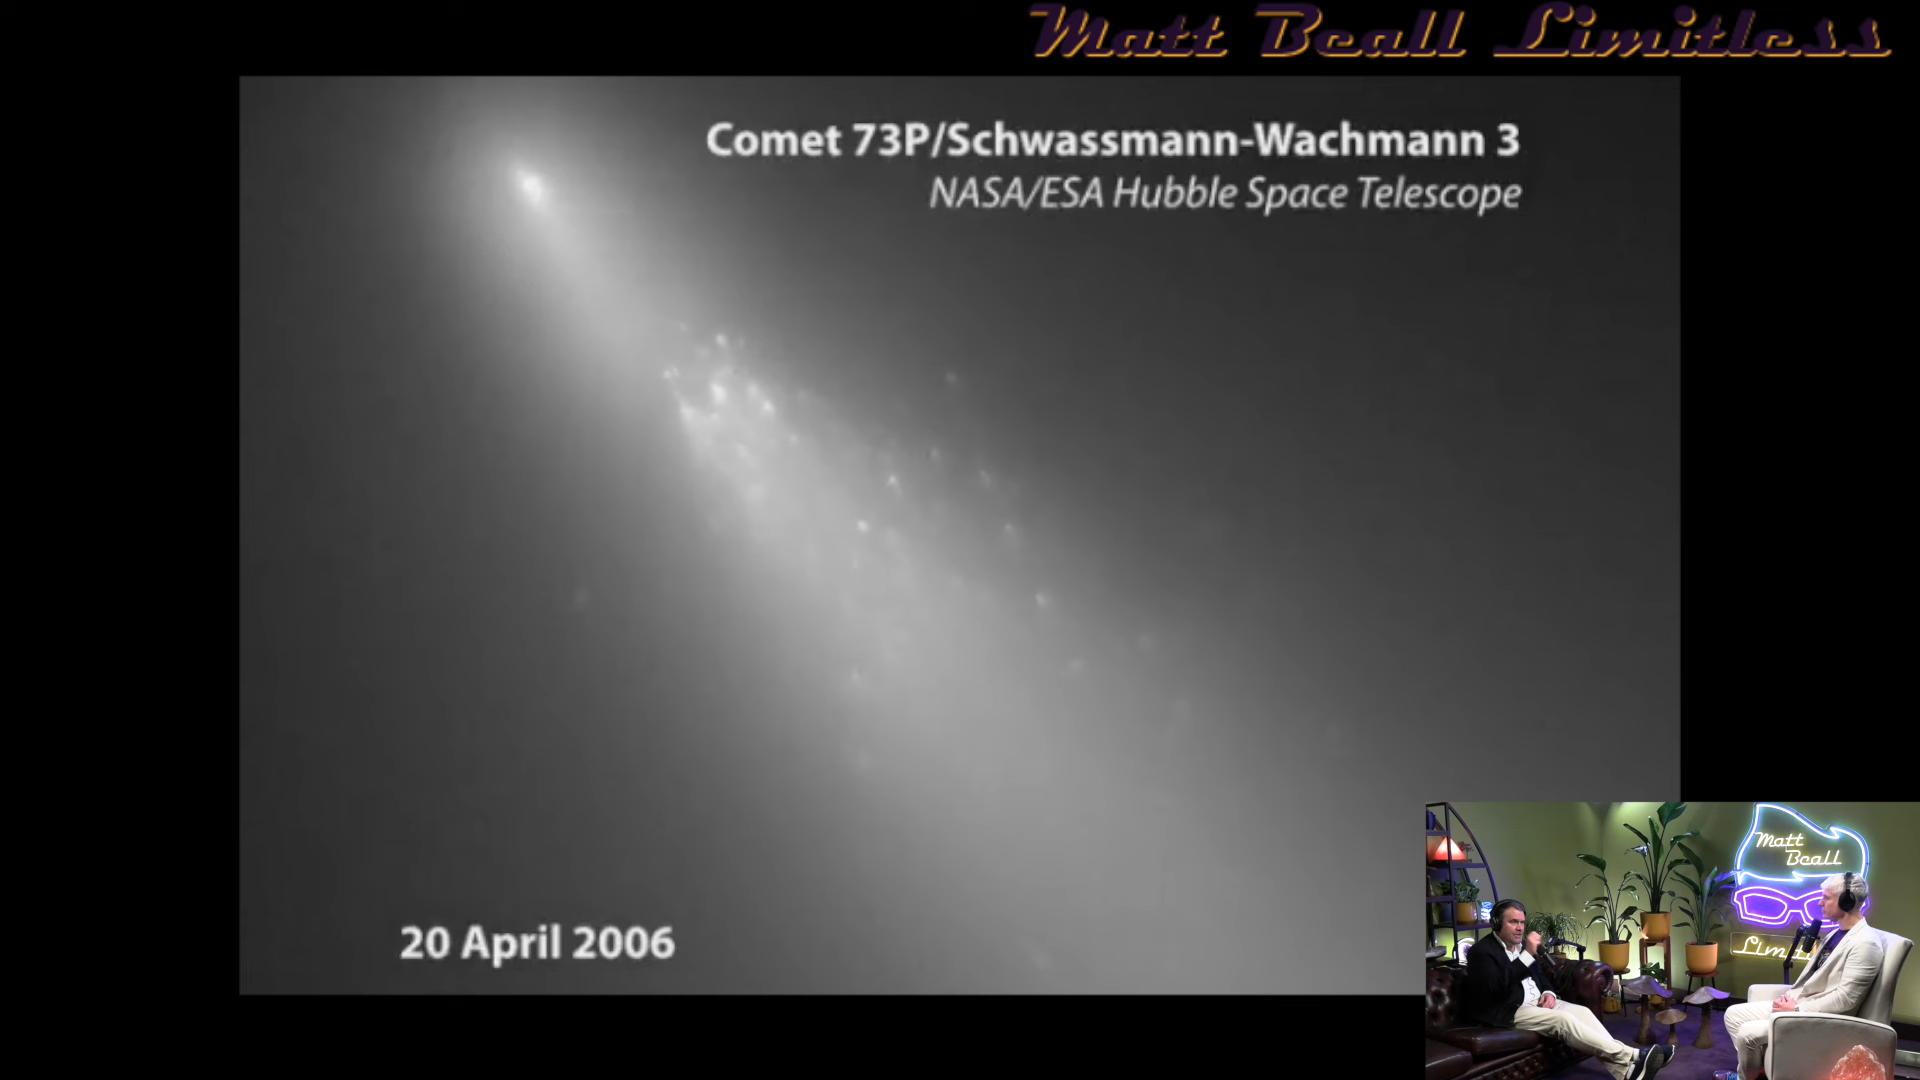 Matt Beall Limitless
Comet 73P/Schwassmann-Wachmann 3
NASA/ESA Hubble Space Telescope
20 April 2006
Matt
Beall